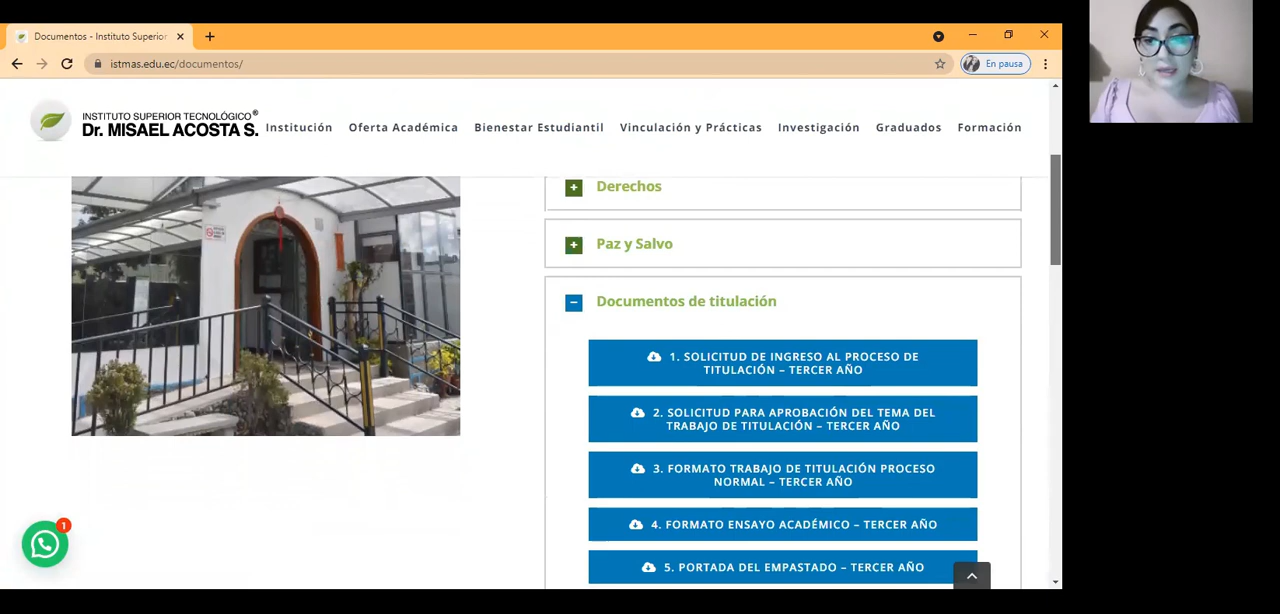 Documentos - Instituto Superior
istmas.edu.ec/documentos/
En pausa
INSTITUTO SUPERIOR TECNOLÓGICO®
Dr. MISAEL ACOSTA S.
Institución Oferta Académica Bienestar Estudiantil Vinculación y Prácticas Investigación Graduados Formación
Derechos
Paz y Salvo
Documentos de titulación
1. SOLICITUD DE INGRESO AL PROCESO DE
TITULACIÓN – TERCER AÑO
2. SOLICITUD PARA APROBACIÓN DEL TEMA DEL
TRABAJO DE TITULACIÓN – TERCER AÑO
3. FORMATO TRABAJO DE TITULACIÓN PROCESO
NORMAL – TERCER AÑO
4. FORMATO ENSAYO ACADÉMICO – TERCER AÑO
5. PORTADA DEL EMPASTADO – TERCER AÑO
1